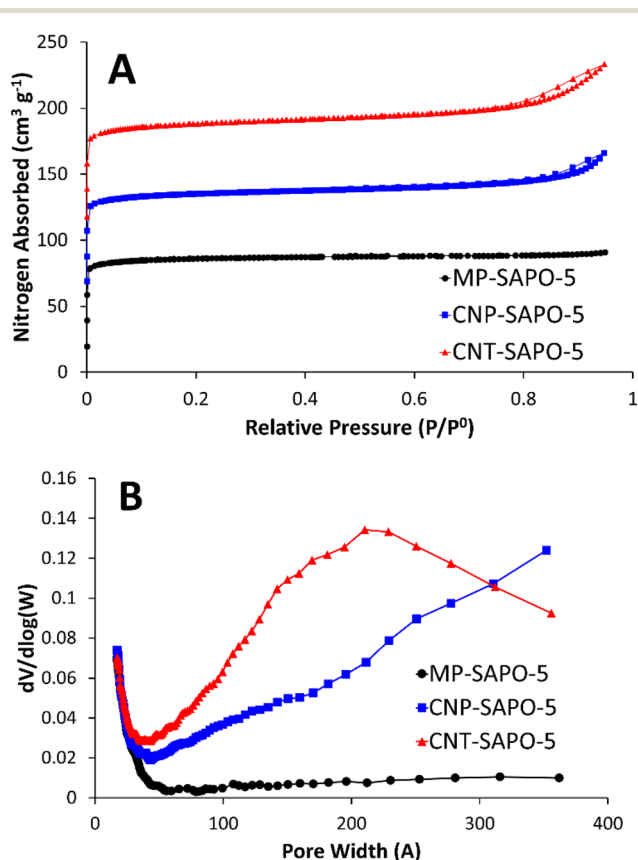 A
Nitrogen Absorbed (cm³ g⁻¹)
250
200
150
100
50
0
0 0.2 0.4 0.6 0.8 1
MP-SAPO-5
CNP-SAPO-5
CNT-SAPO-5
Relative Pressure (P/P⁰)
B
dV/dlog(W)
0.16
0.14
0.12
0.1
0.08
0.06
0.04
0.02
0
0 100 200 300 400
MP-SAPO-5
CNP-SAPO-5
CNT-SAPO-5
Pore Width (A)